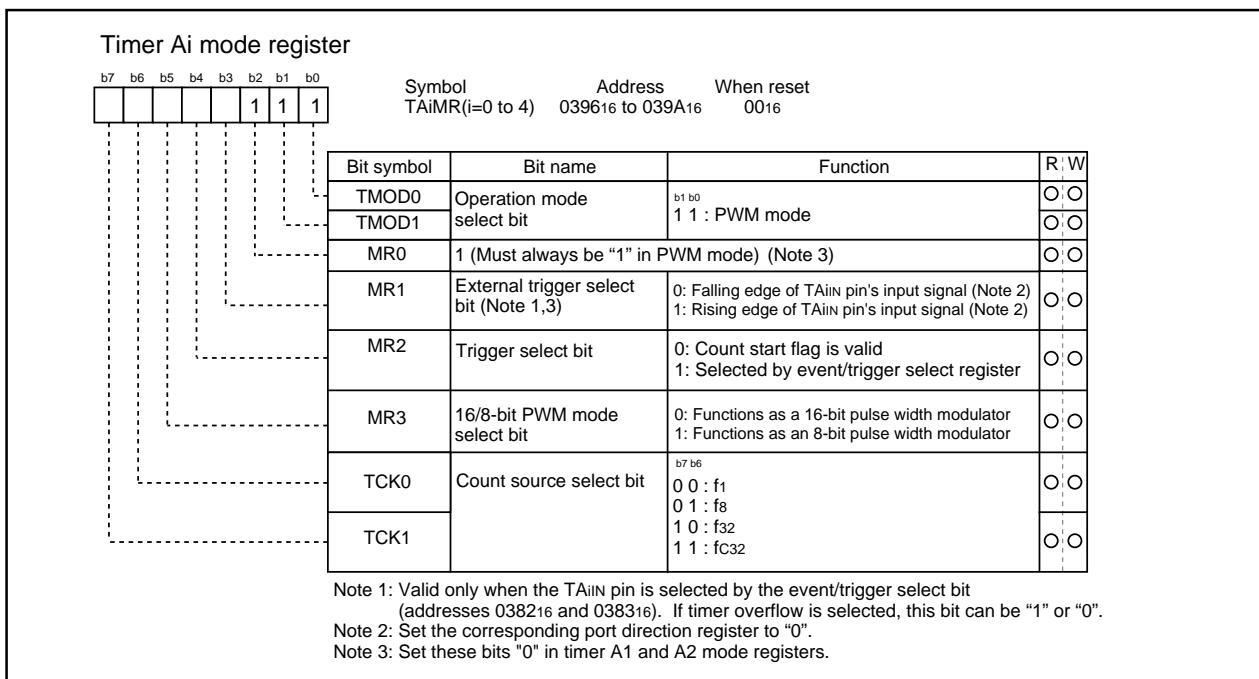 Timer Ai mode register
b7 b6 b5 b4 b3 b2 b1 b0
1 1 1
Symbol Address When reset
TAiMR(i=0 to 4) 039616 to 039A16 0016
Bit symbol Bit name Function R W
TMOD0
TMOD1
Operation mode
select bit
b1 b0
1 1 : PWM mode
MR0 1 (Must always be “1” in PWM mode) (Note 3)
MR1
External trigger select
bit (Note 1,3)
0: Falling edge of TAiIN pin's input signal (Note 2)
1: Rising edge of TAiIN pin's input signal (Note 2)
MR2
Trigger select bit
0: Count start flag is valid
1: Selected by event/trigger select register
MR3
16/8-bit PWM mode
select bit
0: Functions as a 16-bit pulse width modulator
1: Functions as an 8-bit pulse width modulator
TCK0
TCK1
Count source select bit
b7 b6
0 0 : f1
0 1 : f8
1 0 : f32
1 1 : fC32
Note 1: Valid only when the TAiIN pin is selected by the event/trigger select bit
(addresses 038216 and 038316). If timer overflow is selected, this bit can be “1” or “0”.
Note 2: Set the corresponding port direction register to “0”.
Note 3: Set these bits "0" in timer A1 and A2 mode registers.